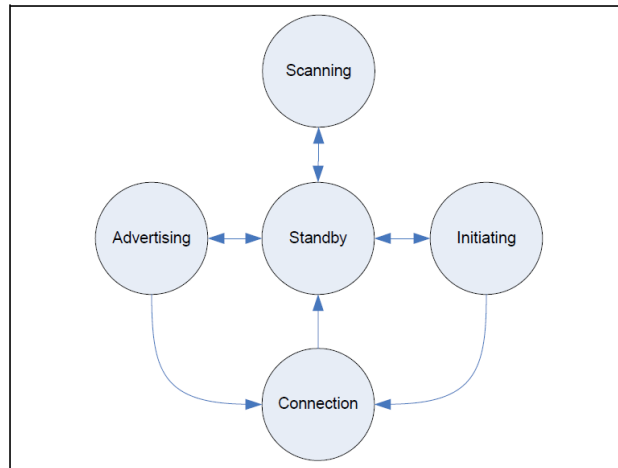 Scanning
Advertising
Standby
Initiating
Connection